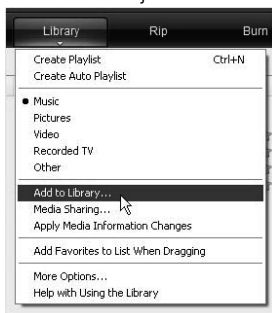 Library Rip Burn
Create Playlist Ctrl+N
Create Auto Playlist
Music
Pictures
Video
Recorded TV
Other
Add to Library...
Media Sharing...
Apply Media Information Changes
Add Favorites to List When Dragging
More Options...
Help with Using the Library